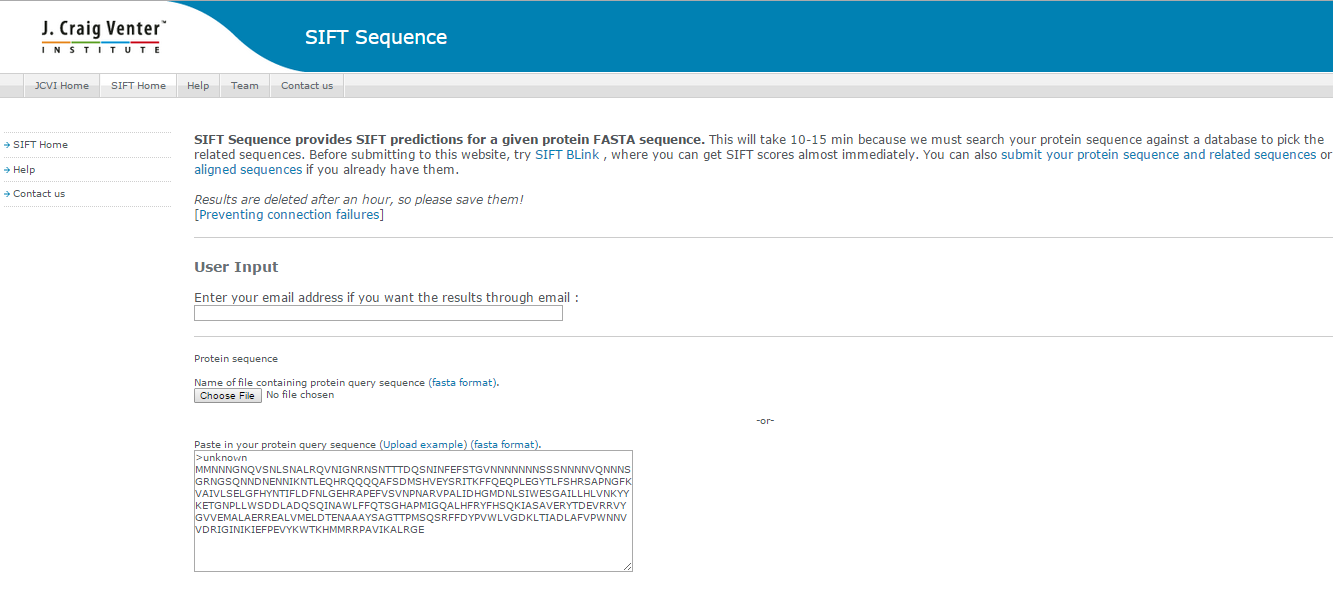 J. Craig Venter™
INSTITUTE
SIFT Sequence
JCVI Home
SIFT Home
Help
Team
Contact us
SIFT Home
Help
Contact us
SIFT Sequence provides SIFT predictions for a given protein FASTA sequence. This will take 10-15 min because we must search your protein sequence against a database to pick the
related sequences. Before submitting to this website, try SIFT BLink , where you can get SIFT scores almost immediately. You can also submit your protein sequence and related sequences or
aligned sequences if you already have them.
Results are deleted after an hour, so please save them!
[Preventing connection failures]
User Input
Enter your email address if you want the results through email :
Protein sequence
Name of file containing protein query sequence (fasta format).
Choose File No file chosen
-or-
Paste in your protein query sequence (Upload example) (fasta format).
>unknown
MMNNNGNQVSNLSNALRQVNIGNRNSNTTTDQSNINFEFSTGVNNNNNNNSSSNNNNVQNNNS
GRNGSQNNDNENNIKNTLEQHRQQQQAFSDMSHVEYSRITKFFQEQPLEGYTLFSHRSAPNGFK
VAIVLSELGFHYNTIFLDFNLGEHRAPEFVSVNPNARVPALIDHGMDNLSIWESGAILLHLVNKYY
KETGNPLLWSDDLADQSQINAWLFFQTSGHAPMIGQALHFRYFHSQKIASAVERYTDEVRRVY
GVVEMALAERREALVMELDTENAAAYSAGTTPMSQSRFFDYPVWLVGDKLTIADLAFVPWNNV
VDRIGINIKIEFPEVYKWTKHMMRRPAVIKALRGE